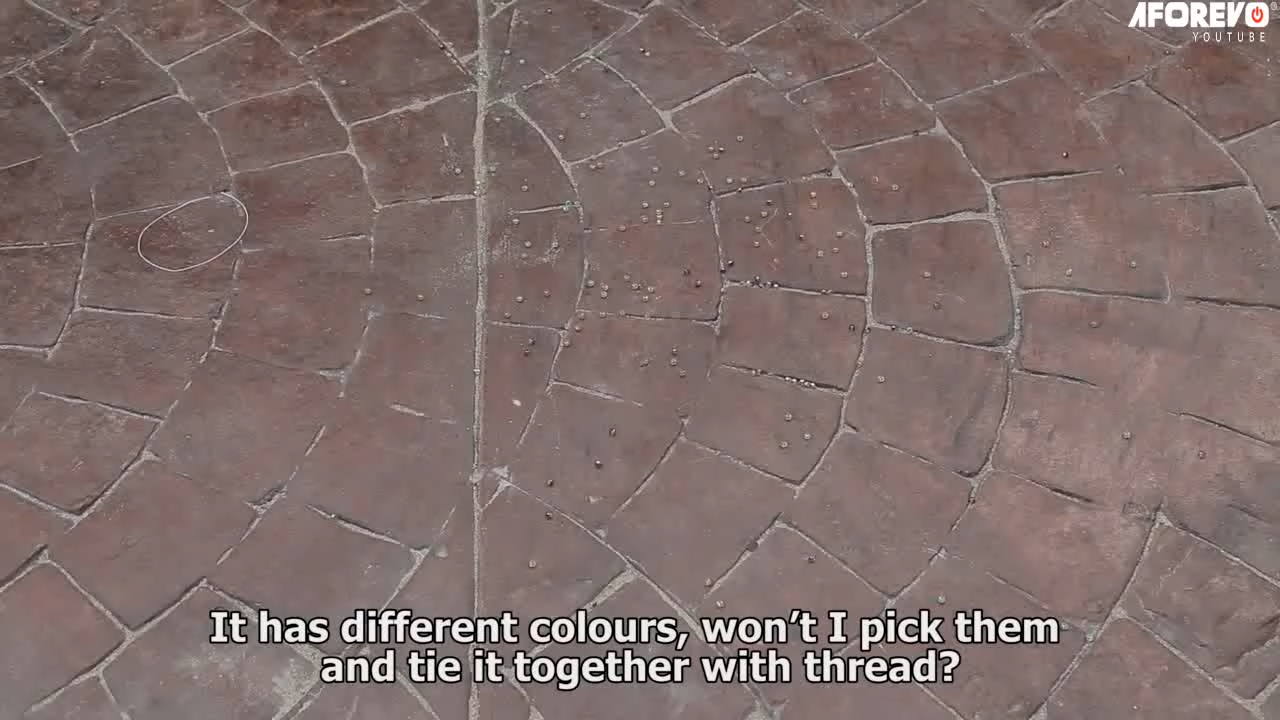 AFOREVO
YOUTUBE
It has different colours, won't I pick them
and tie it together with thread?